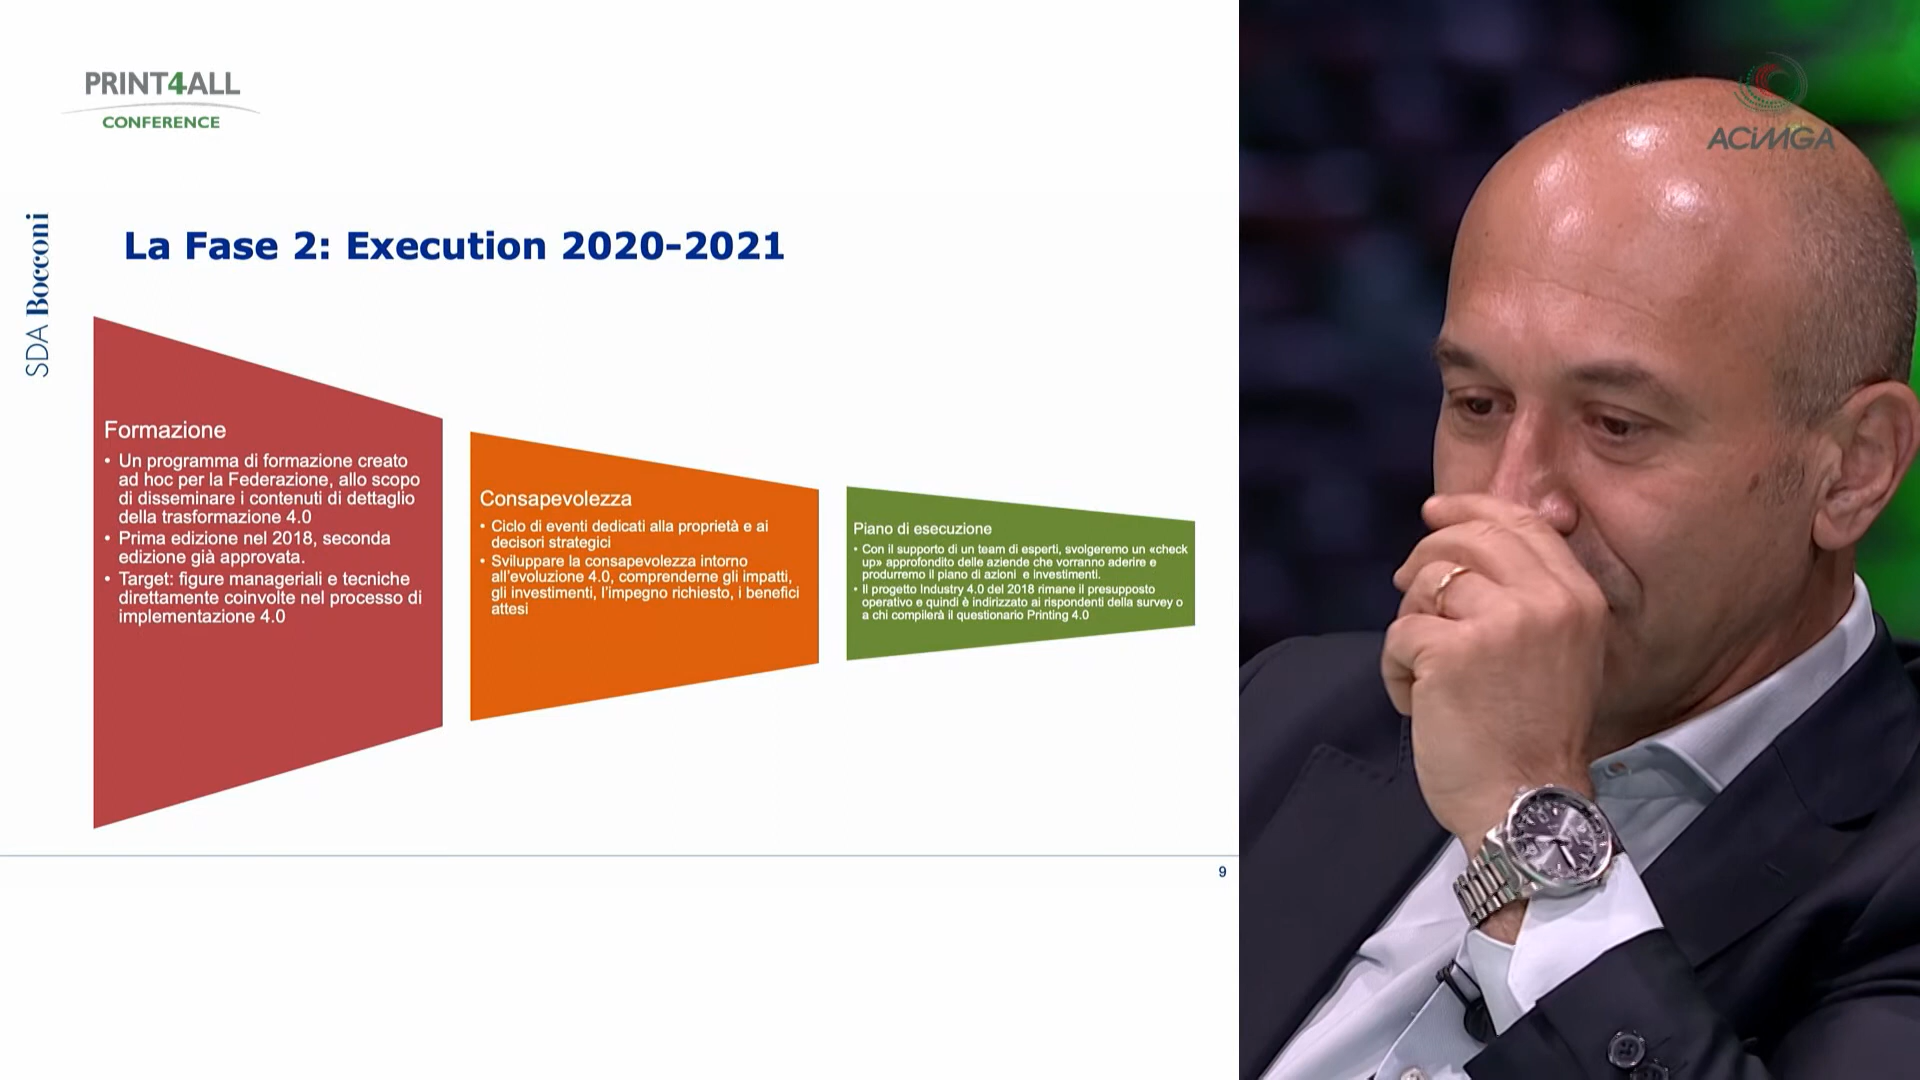 PRINT4ALL
CONFERENCE
ACIMGA
SDA Bocconi
La Fase 2: Execution 2020-2021
Formazione
• Un programma di formazione creato
ad hoc per la Federazione, allo scopo
di disseminare i contenuti di dettaglio
della trasformazione 4.0
• Prima edizione nel 2018, seconda
edizione già approvata.
• Target: figure manageriali e tecniche
direttamente coinvolte nel processo di
implementazione 4.0
Consapevolezza
• Ciclo di eventi dedicati alla proprietà e ai
decisori strategici
• Sviluppare la consapevolezza intorno
all'evoluzione 4.0, comprenderne gli impatti,
gli investimenti, l'impegno richiesto, i benefici
attesi
Piano di esecuzione
• Con il supporto di un team di esperti, svolgeremo un «check
up» approfondito delle aziende che vorranno aderire e
produrremo il piano di azioni e investimenti.
• Il progetto Industry 4.0 del 2018 rimane il presupposto
operativo e quindi è indirizzato ai rispondenti della survey o
a chi compilerà il questionario Printing 4.0
9